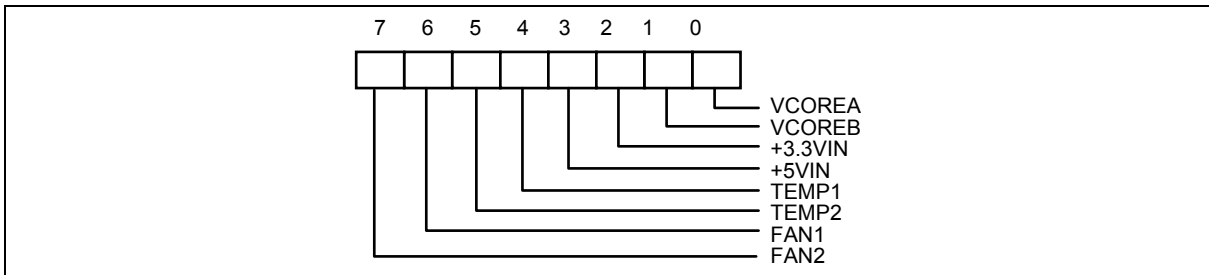 7 6 5 4 3 2 1 0
VCOREA
VCOREB
+3.3VIN
+5VIN
TEMP1
TEMP2
FAN1
FAN2